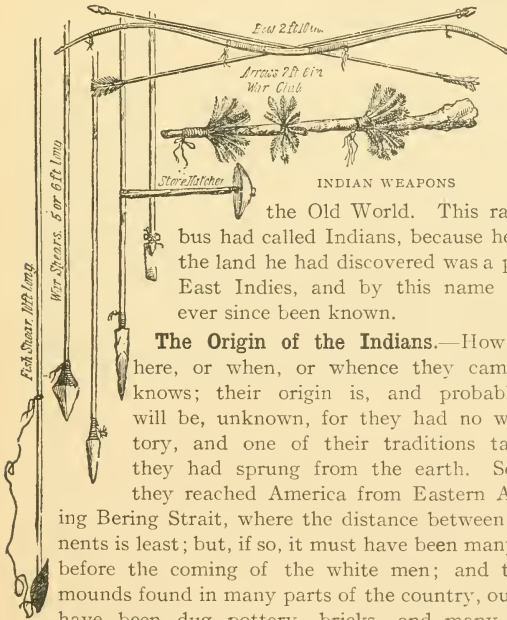 Bow 2 ft 10 in.
Arrows 2 ft 6 in
War Club
Stone Hatchet
War Spears. 5 or 6 ft long
Fish Spear. 10 ft long
INDIAN WEAPONS
the Old World. This ra
bus had called Indians, because he
the land he had discovered was a p
East Indies, and by this name
ever since been known.
The Origin of the Indians.—How
here, or when, or whence they cam
knows; their origin is, and probab
will be, unknown, for they had no w
tory, and one of their traditions ta
they had sprung from the earth. So
they reached America from Eastern A
ing Bering Strait, where the distance between
nents is least; but, if so, it must have been many
before the coming of the white men; and t
mounds found in many parts of the country, ou
have been dug pottery, bricks, and many